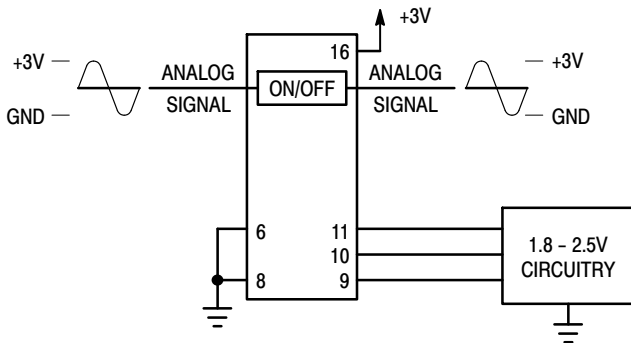 +3V
16
+3V
GND
ANALOG
SIGNAL
ON/OFF
ANALOG
SIGNAL
+3V
GND
6
8
11
10
9
1.8 – 2.5V
CIRCUITRY